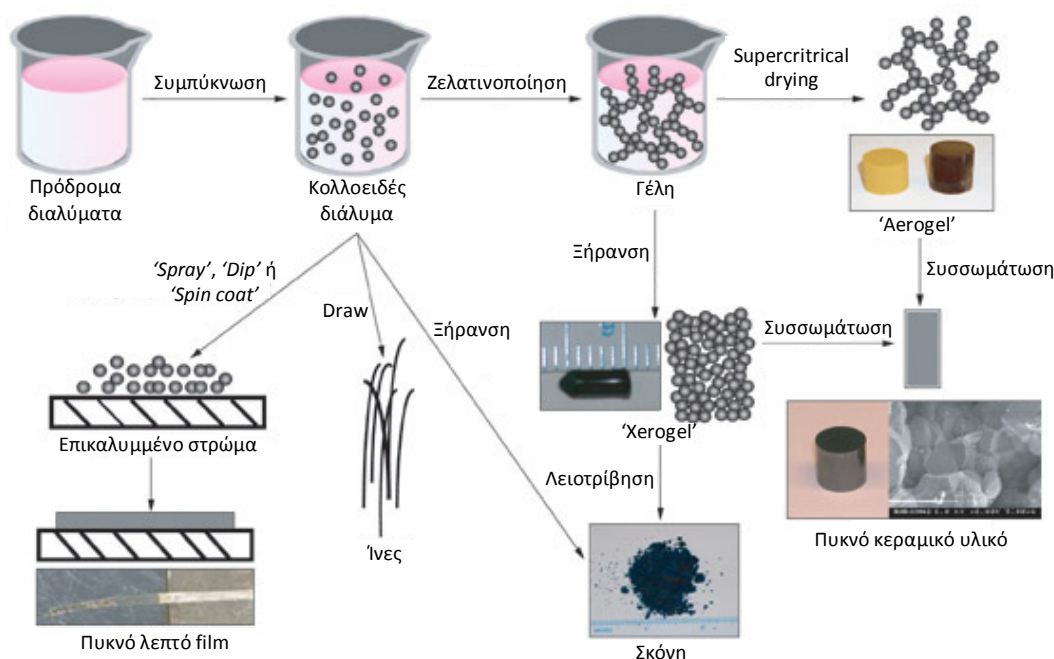 Συμπύκνωση
Ζελατινοποίηση
Supercritrical
drying
Πρόδρομα
διαλύματα
Κολλοειδές
διάλυμα
Γέλη
‘Aerogel’
‘Spray’, ‘Dip’ ή
‘Spin coat’
Draw
Ξήρανση
Ξήρανση
Συσσωμάτωση
Συσσωμάτωση
Επικαλυμμένο στρώμα
‘Xerogel’
Λειοτρίβηση
Ίνες
Πυκνό κεραμικό υλικό
Πυκνό λεπτό film
Σκόνη